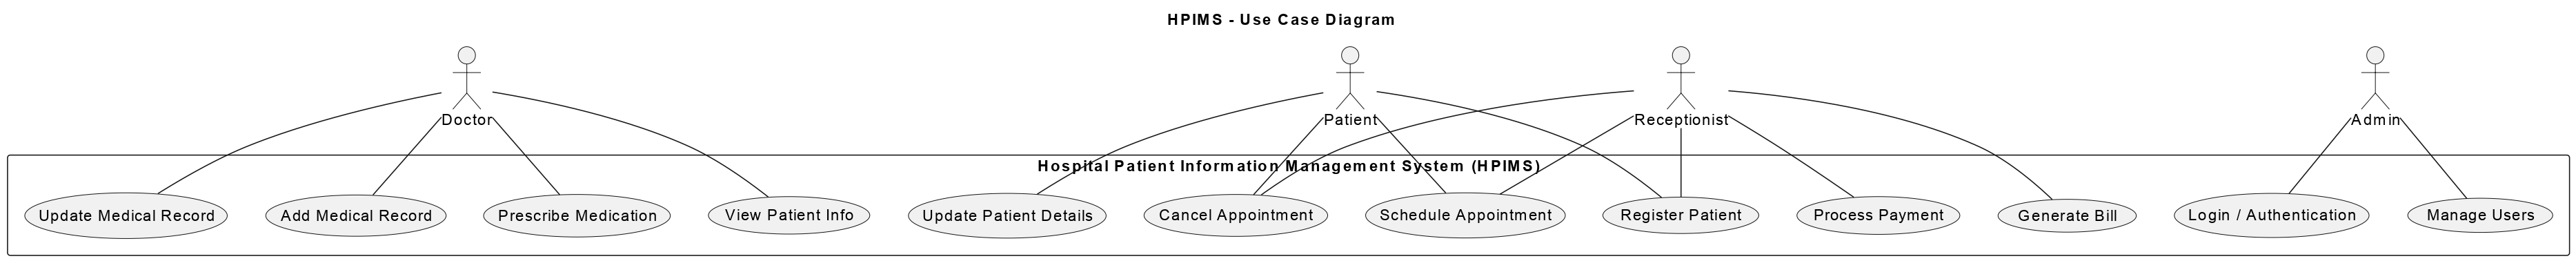 HPIMS - Use Case Diagram
Doctor
Patient
Receptionist
Admin
Hospital Patient Information Management System (HPIMS)
Update Medical Record
Add Medical Record
Prescribe Medication
View Patient Info
Update Patient Details
Cancel Appointment
Schedule Appointment
Register Patient
Process Payment
Generate Bill
Login / Authentication
Manage Users